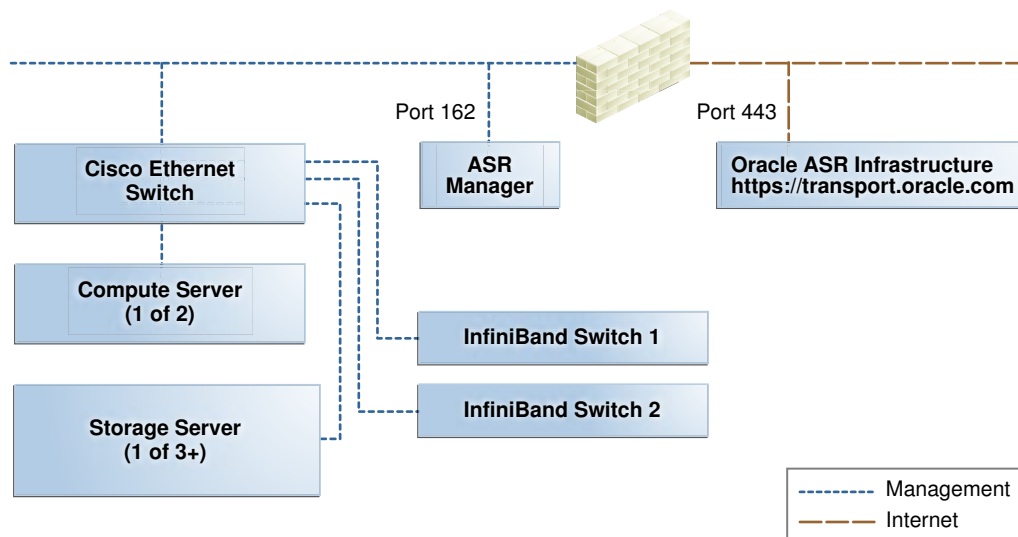 Port 162
Port 443
Cisco Ethernet
Switch
ASR
Manager
Oracle ASR Infrastructure
https://transport.oracle.com
Compute Server
(1 of 2)
InfiniBand Switch 1
InfiniBand Switch 2
Storage Server
(1 of 3+)
Management
Internet